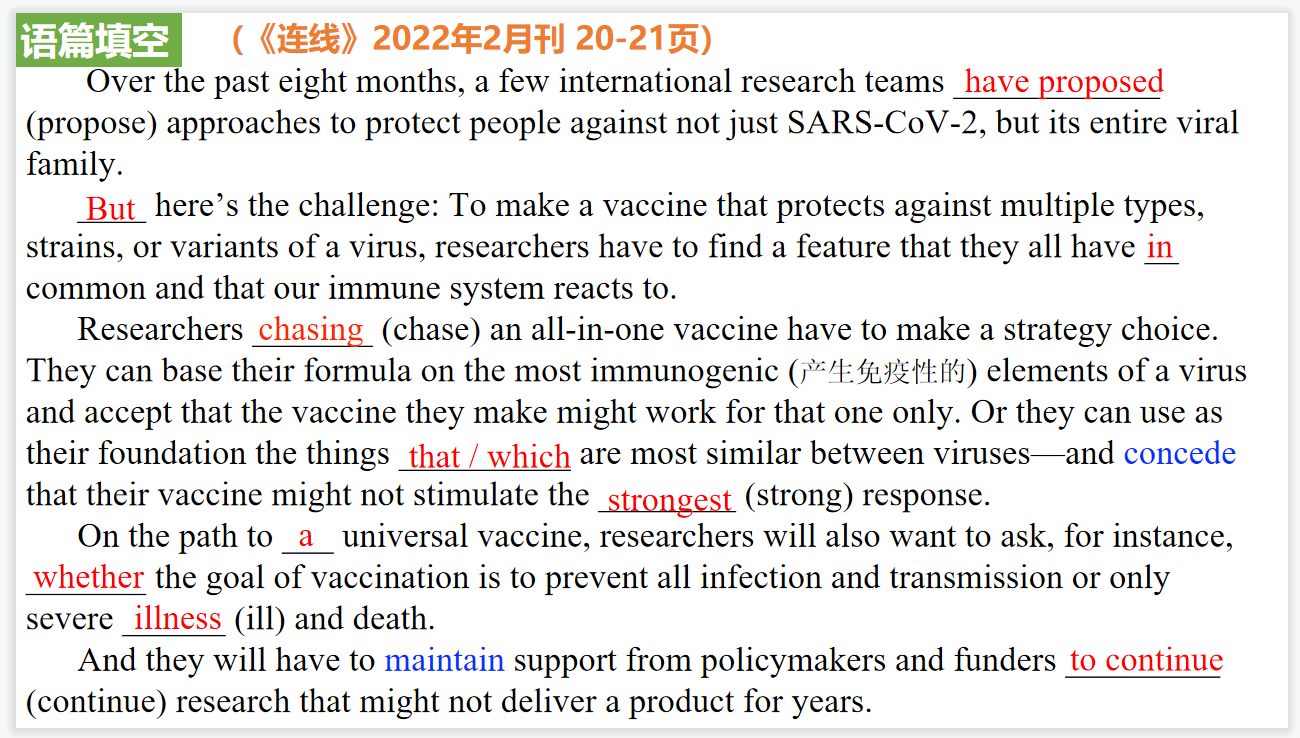 语篇填空 (《连线》2022年2月刊 20-21页)
Over the past eight months, a few international research teams have proposed
(propose) approaches to protect people against not just SARS-CoV-2, but its entire viral
family.
But here’s the challenge: To make a vaccine that protects against multiple types,
strains, or variants of a virus, researchers have to find a feature that they all have in
common and that our immune system reacts to.
Researchers chasing (chase) an all-in-one vaccine have to make a strategy choice.
They can base their formula on the most immunogenic (产生免疫性的) elements of a virus
and accept that the vaccine they make might work for that one only. Or they can use as
their foundation the things that / which are most similar between viruses—and concede
that their vaccine might not stimulate the strongest (strong) response.
On the path to a universal vaccine, researchers will also want to ask, for instance,
whether the goal of vaccination is to prevent all infection and transmission or only
severe illness (ill) and death.
And they will have to maintain support from policymakers and funders to continue
(continue) research that might not deliver a product for years.